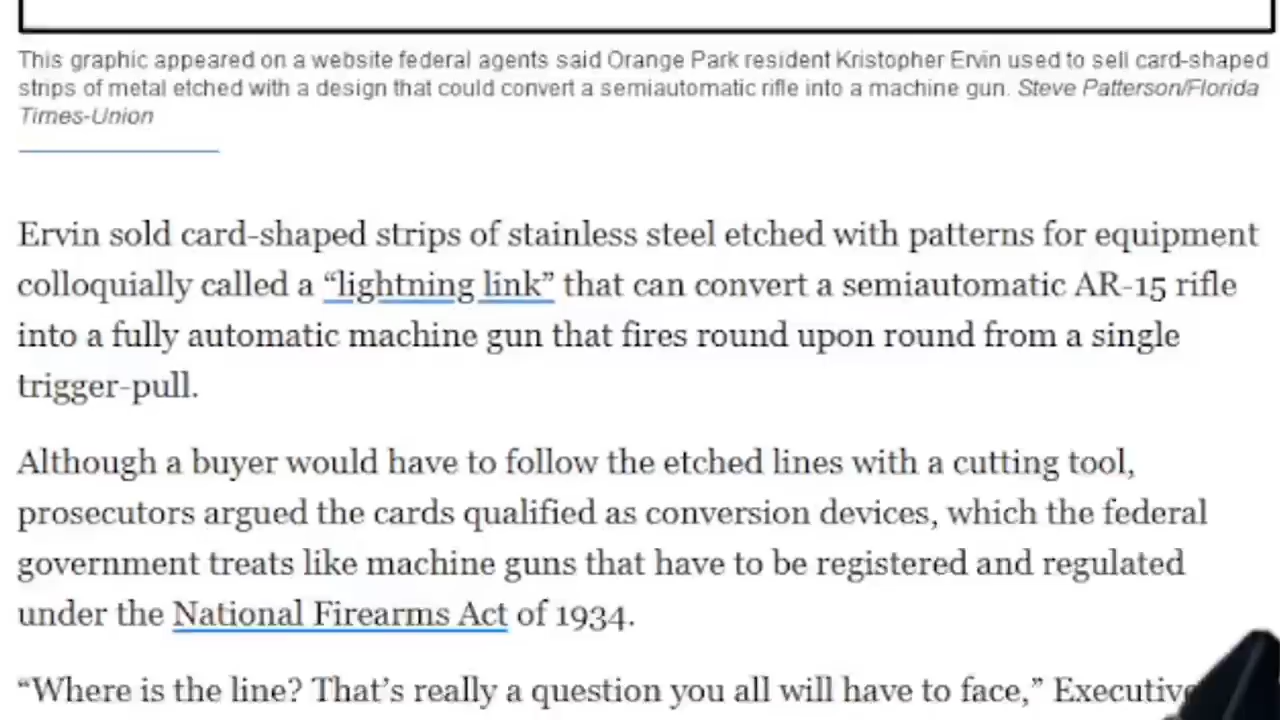 This graphic appeared on a website federal agents said Orange Park resident Kristopher Ervin used to sell card-shaped
strips of metal etched with a design that could convert a semiautomatic rifle into a machine gun. Steve Patterson/Florida
Times-Union
Ervin sold card-shaped strips of stainless steel etched with patterns for equipment
colloquially called a “lightning link” that can convert a semiautomatic AR-15 rifle
into a fully automatic machine gun that fires round upon round from a single
trigger-pull.
Although a buyer would have to follow the etched lines with a cutting tool,
prosecutors argued the cards qualified as conversion devices, which the federal
government treats like machine guns that have to be registered and regulated
under the National Firearms Act of 1934.
“Where is the line? That’s really a question you all will have to face,” Executive